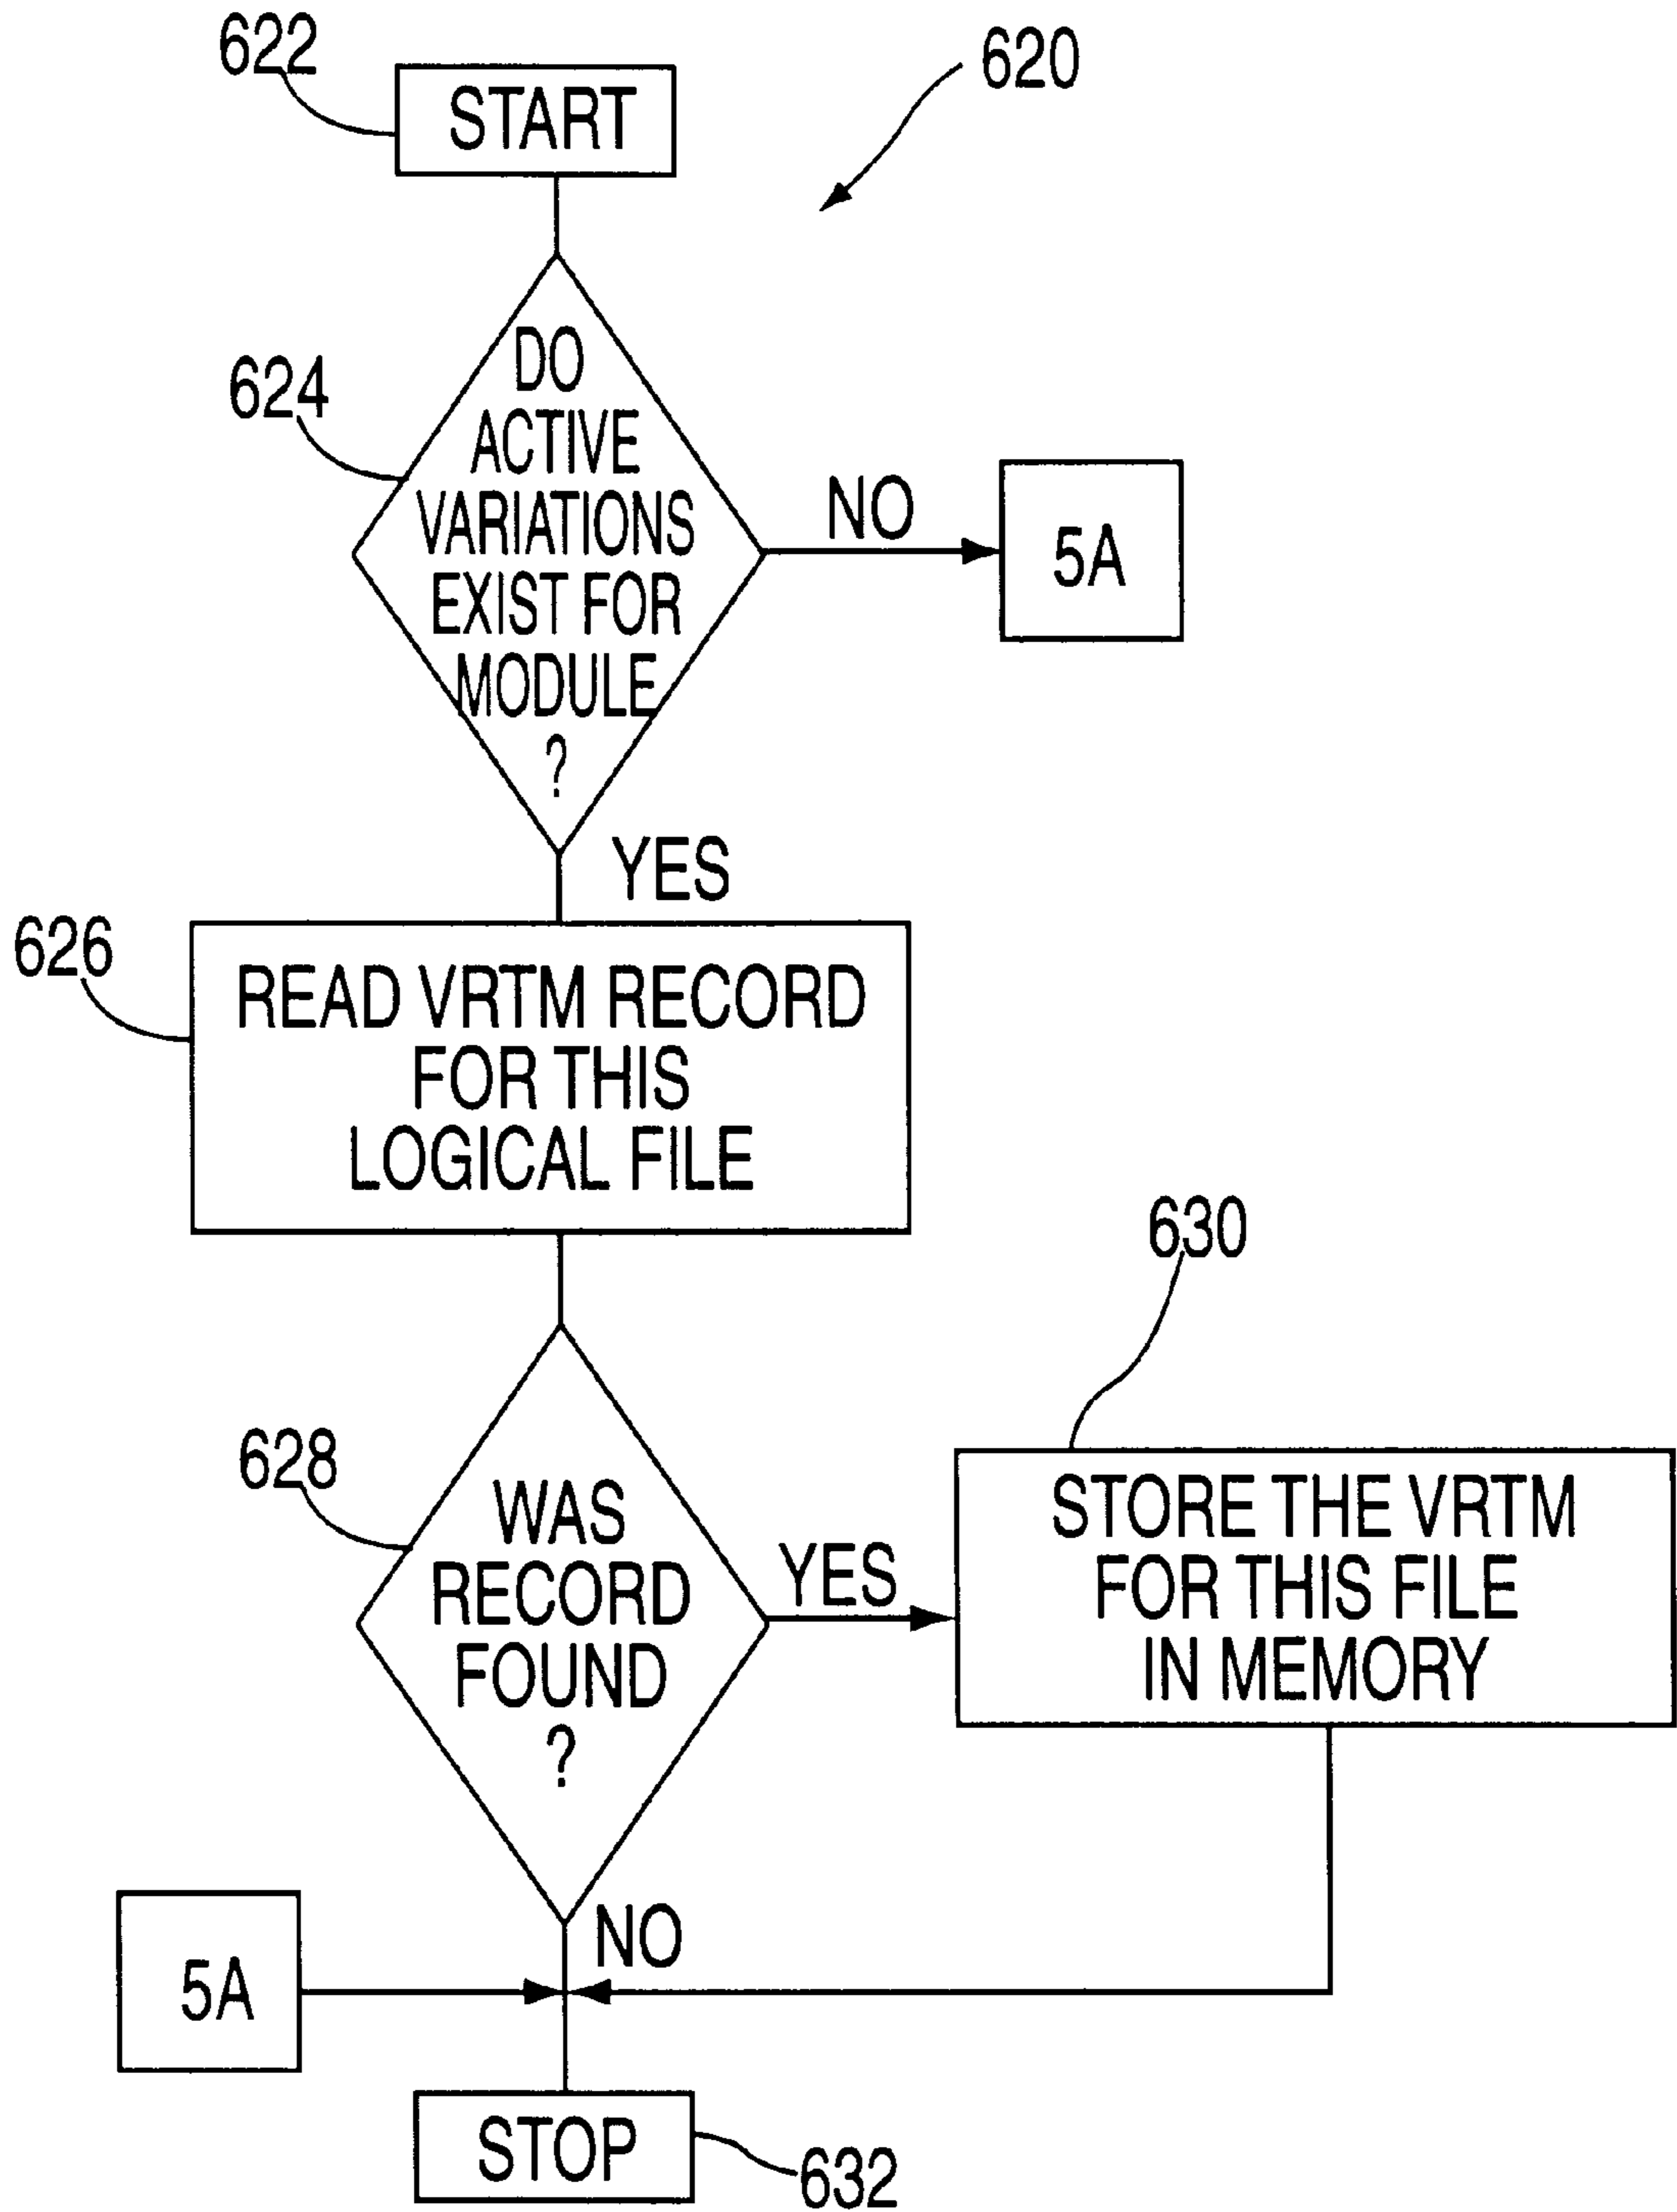 622
START
620
624
DO
ACTIVE
VARIATIONS
EXIST FOR
MODULE
?
NO
5A
YES
626
READ VRTM RECORD
FOR THIS
LOGICAL FILE
630
628
WAS
RECORD
FOUND
?
YES
STORE THE VRTM
FOR THIS FILE
IN MEMORY
NO
5A
STOP
632